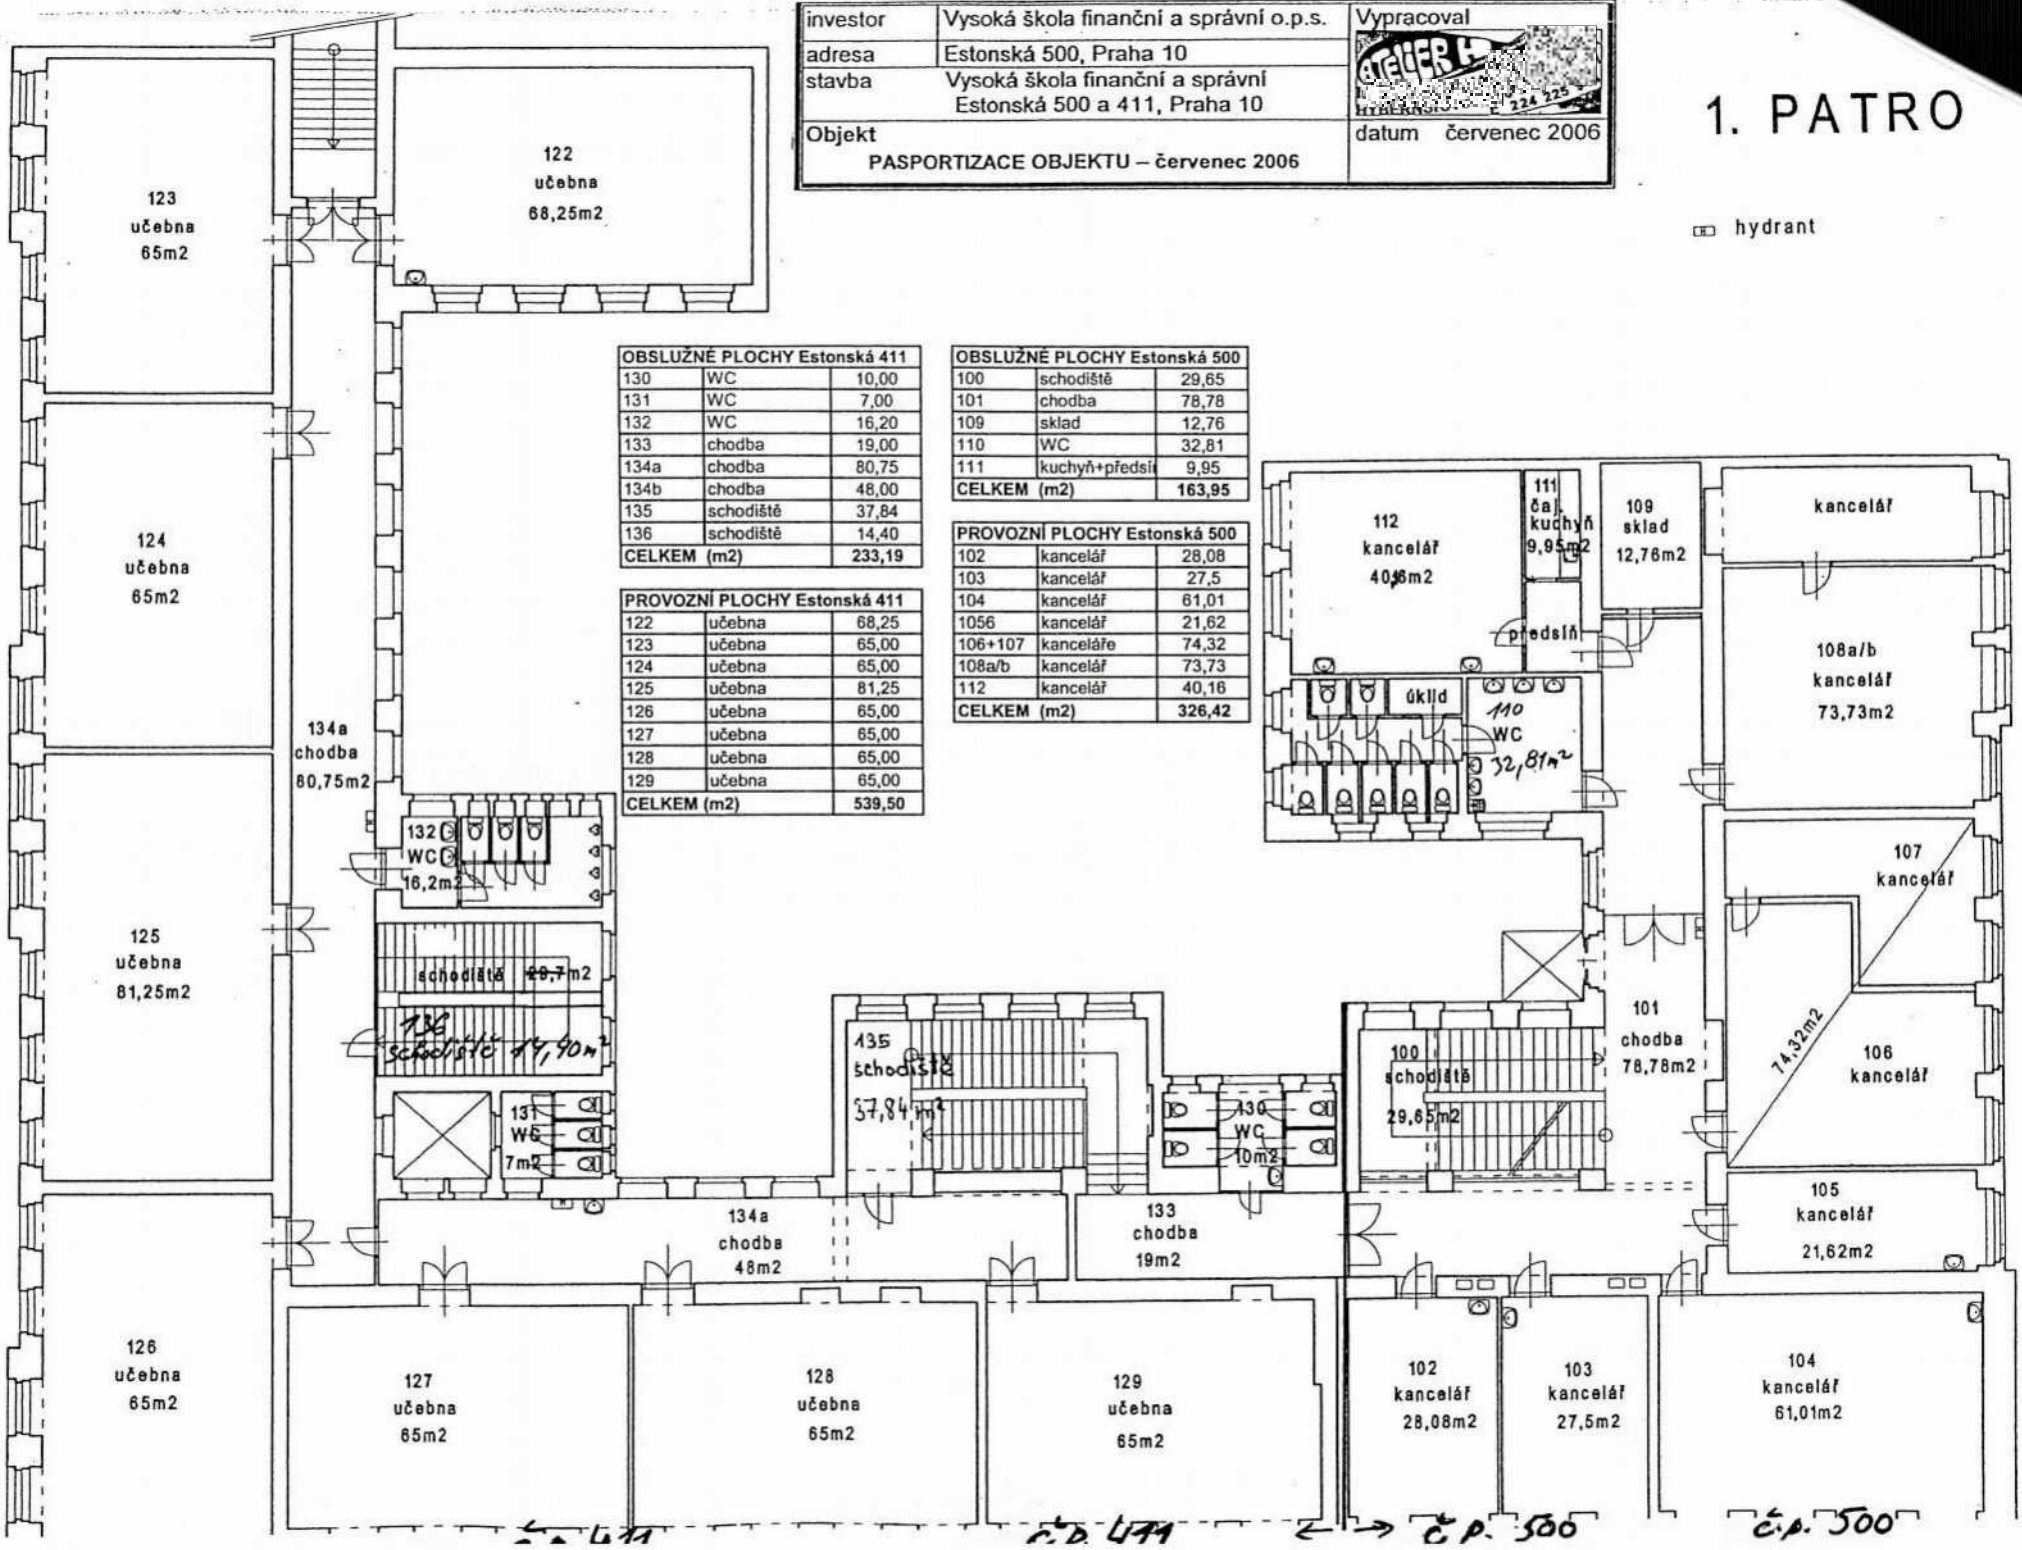 investor Vysoká škola finanční a správní o.p.s. Vypracoval
adresa Estonská 500, Praha 10
ATELIER H
stavba Vysoká škola finanční a správní
Estonská 500 a 411, Praha 10
224 225
Objekt
datum červenec 2006
PASPORTIZACE OBJEKTU – červenec 2006
1. PATRO
hydrant
123
učebna
65m2
122
učebna
68,25m2
124
učebna
65m2
134a
chodba
80,75m2
125
učebna
81,25m2
126
učebna
65m2
OBSLUŽNÉ PLOCHY Estonská 411
130 WC 10,00
131 WC 7,00
132 WC 16,20
133 chodba 19,00
134a chodba 80,75
134b chodba 48,00
135 schodiště 37,84
136 schodiště 14,40
CELKEM (m2) 233,19
PROVOZNÍ PLOCHY Estonská 411
122 učebna 68,25
123 učebna 65,00
124 učebna 65,00
125 učebna 81,25
126 učebna 65,00
127 učebna 65,00
128 učebna 65,00
129 učebna 65,00
CELKEM (m2) 539,50
OBSLUŽNÉ PLOCHY Estonská 500
100 schodiště 29,65
101 chodba 78,78
109 sklad 12,76
110 WC 32,81
111 kuchyň+předsíň 9,95
CELKEM (m2) 163,95
PROVOZNÍ PLOCHY Estonská 500
102 kancelář 28,08
103 kancelář 27,5
104 kancelář 61,01
1056 kancelář 21,62
106+107 kanceláře 74,32
108a/b kancelář 73,73
112 kancelář 40,16
CELKEM (m2) 326,42
112
kancelář
111
čaj.
kuchyň
9,95m2
předsíň
109
sklad
12,76m2
kancelář
108a/b
kancelář
73,73m2
úklid
110
WC
32,81m²
107
kancelář
74,32m2
106
kancelář
101
chodba
78,78m2
105
kancelář
21,62m2
132
WC
16,2m2
schodiště 29,7m2
136
schodiště 14,40m²
131
WC
7m2
135
schodiště
37,84m²
130
WC
10m2
100
schodiště
29,65m2
134a
chodba
48m2
133
chodba
19m2
127
učebna
65m2
128
učebna
65m2
129
učebna
65m2
102
kancelář
28,08m2
103
kancelář
27,5m2
104
kancelář
61,01m2
č.p. 411
č.p. 411
č.p. 500
č.p. 500